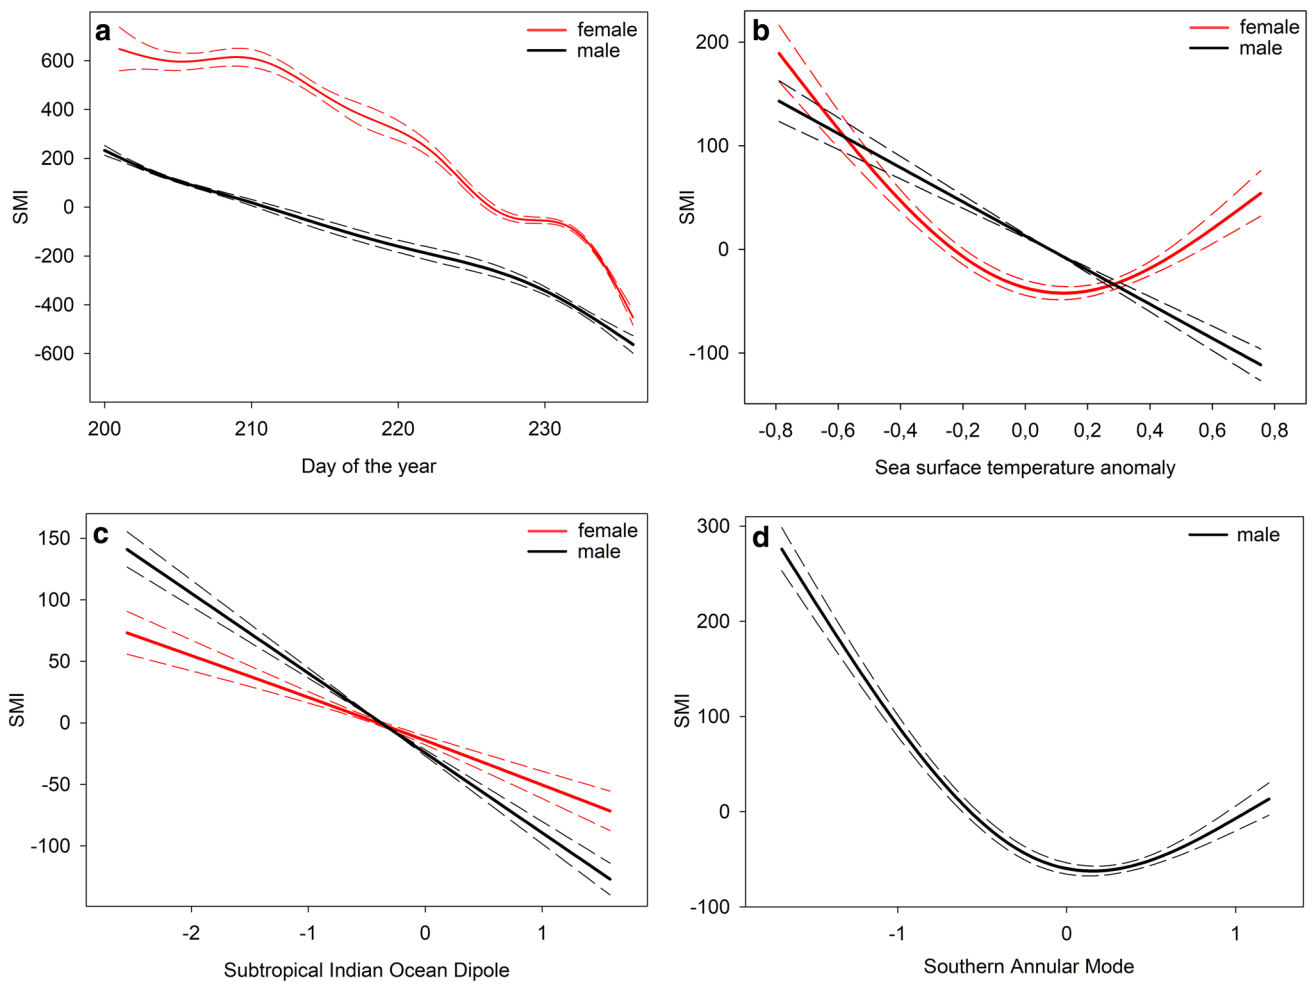 a
female
male
600
400
200
0
-200
-400
-600
SMI
200 210 220 230
Day of the year
b
female
male
200
100
0
-100
SMI
-0,8 -0,6 -0,4 -0,2 0,0 0,2 0,4 0,6 0,8
Sea surface temperature anomaly
c
female
male
150
100
50
0
-50
-100
SMI
-2 -1 0 1
Subtropical Indian Ocean Dipole
d
male
300
200
100
0
-100
SMI
-1 0 1
Southern Annular Mode